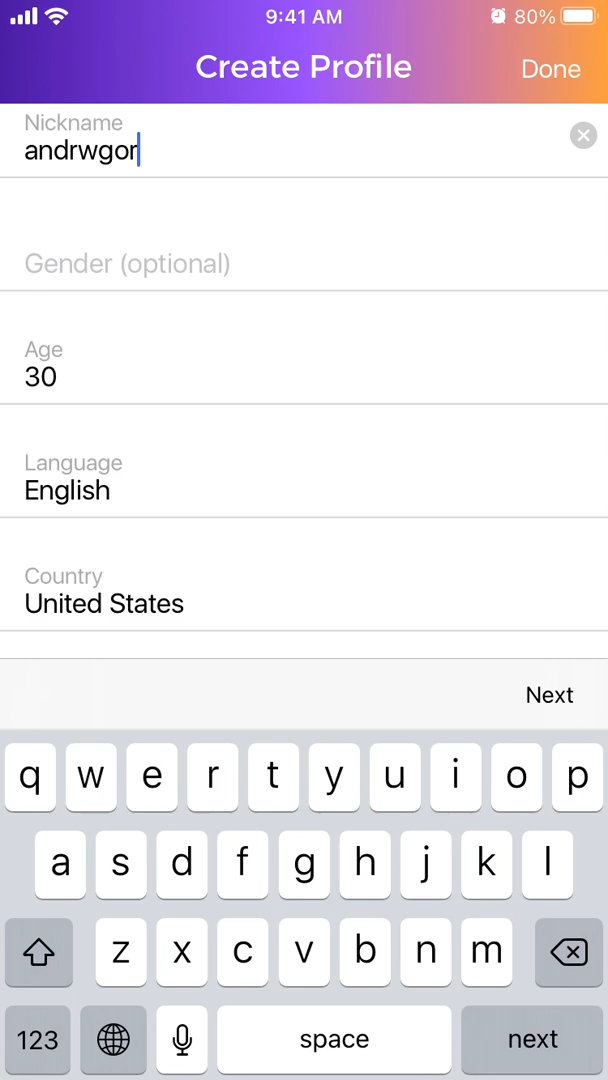 9:41 AM 80%
Create Profile Done
Nickname
andrwgor
Gender (optional)
Age
30
Language
English
Country
United States
Next
q w e r t y u i o p
a s d f g h j k l
z x c v b n m
123 space next